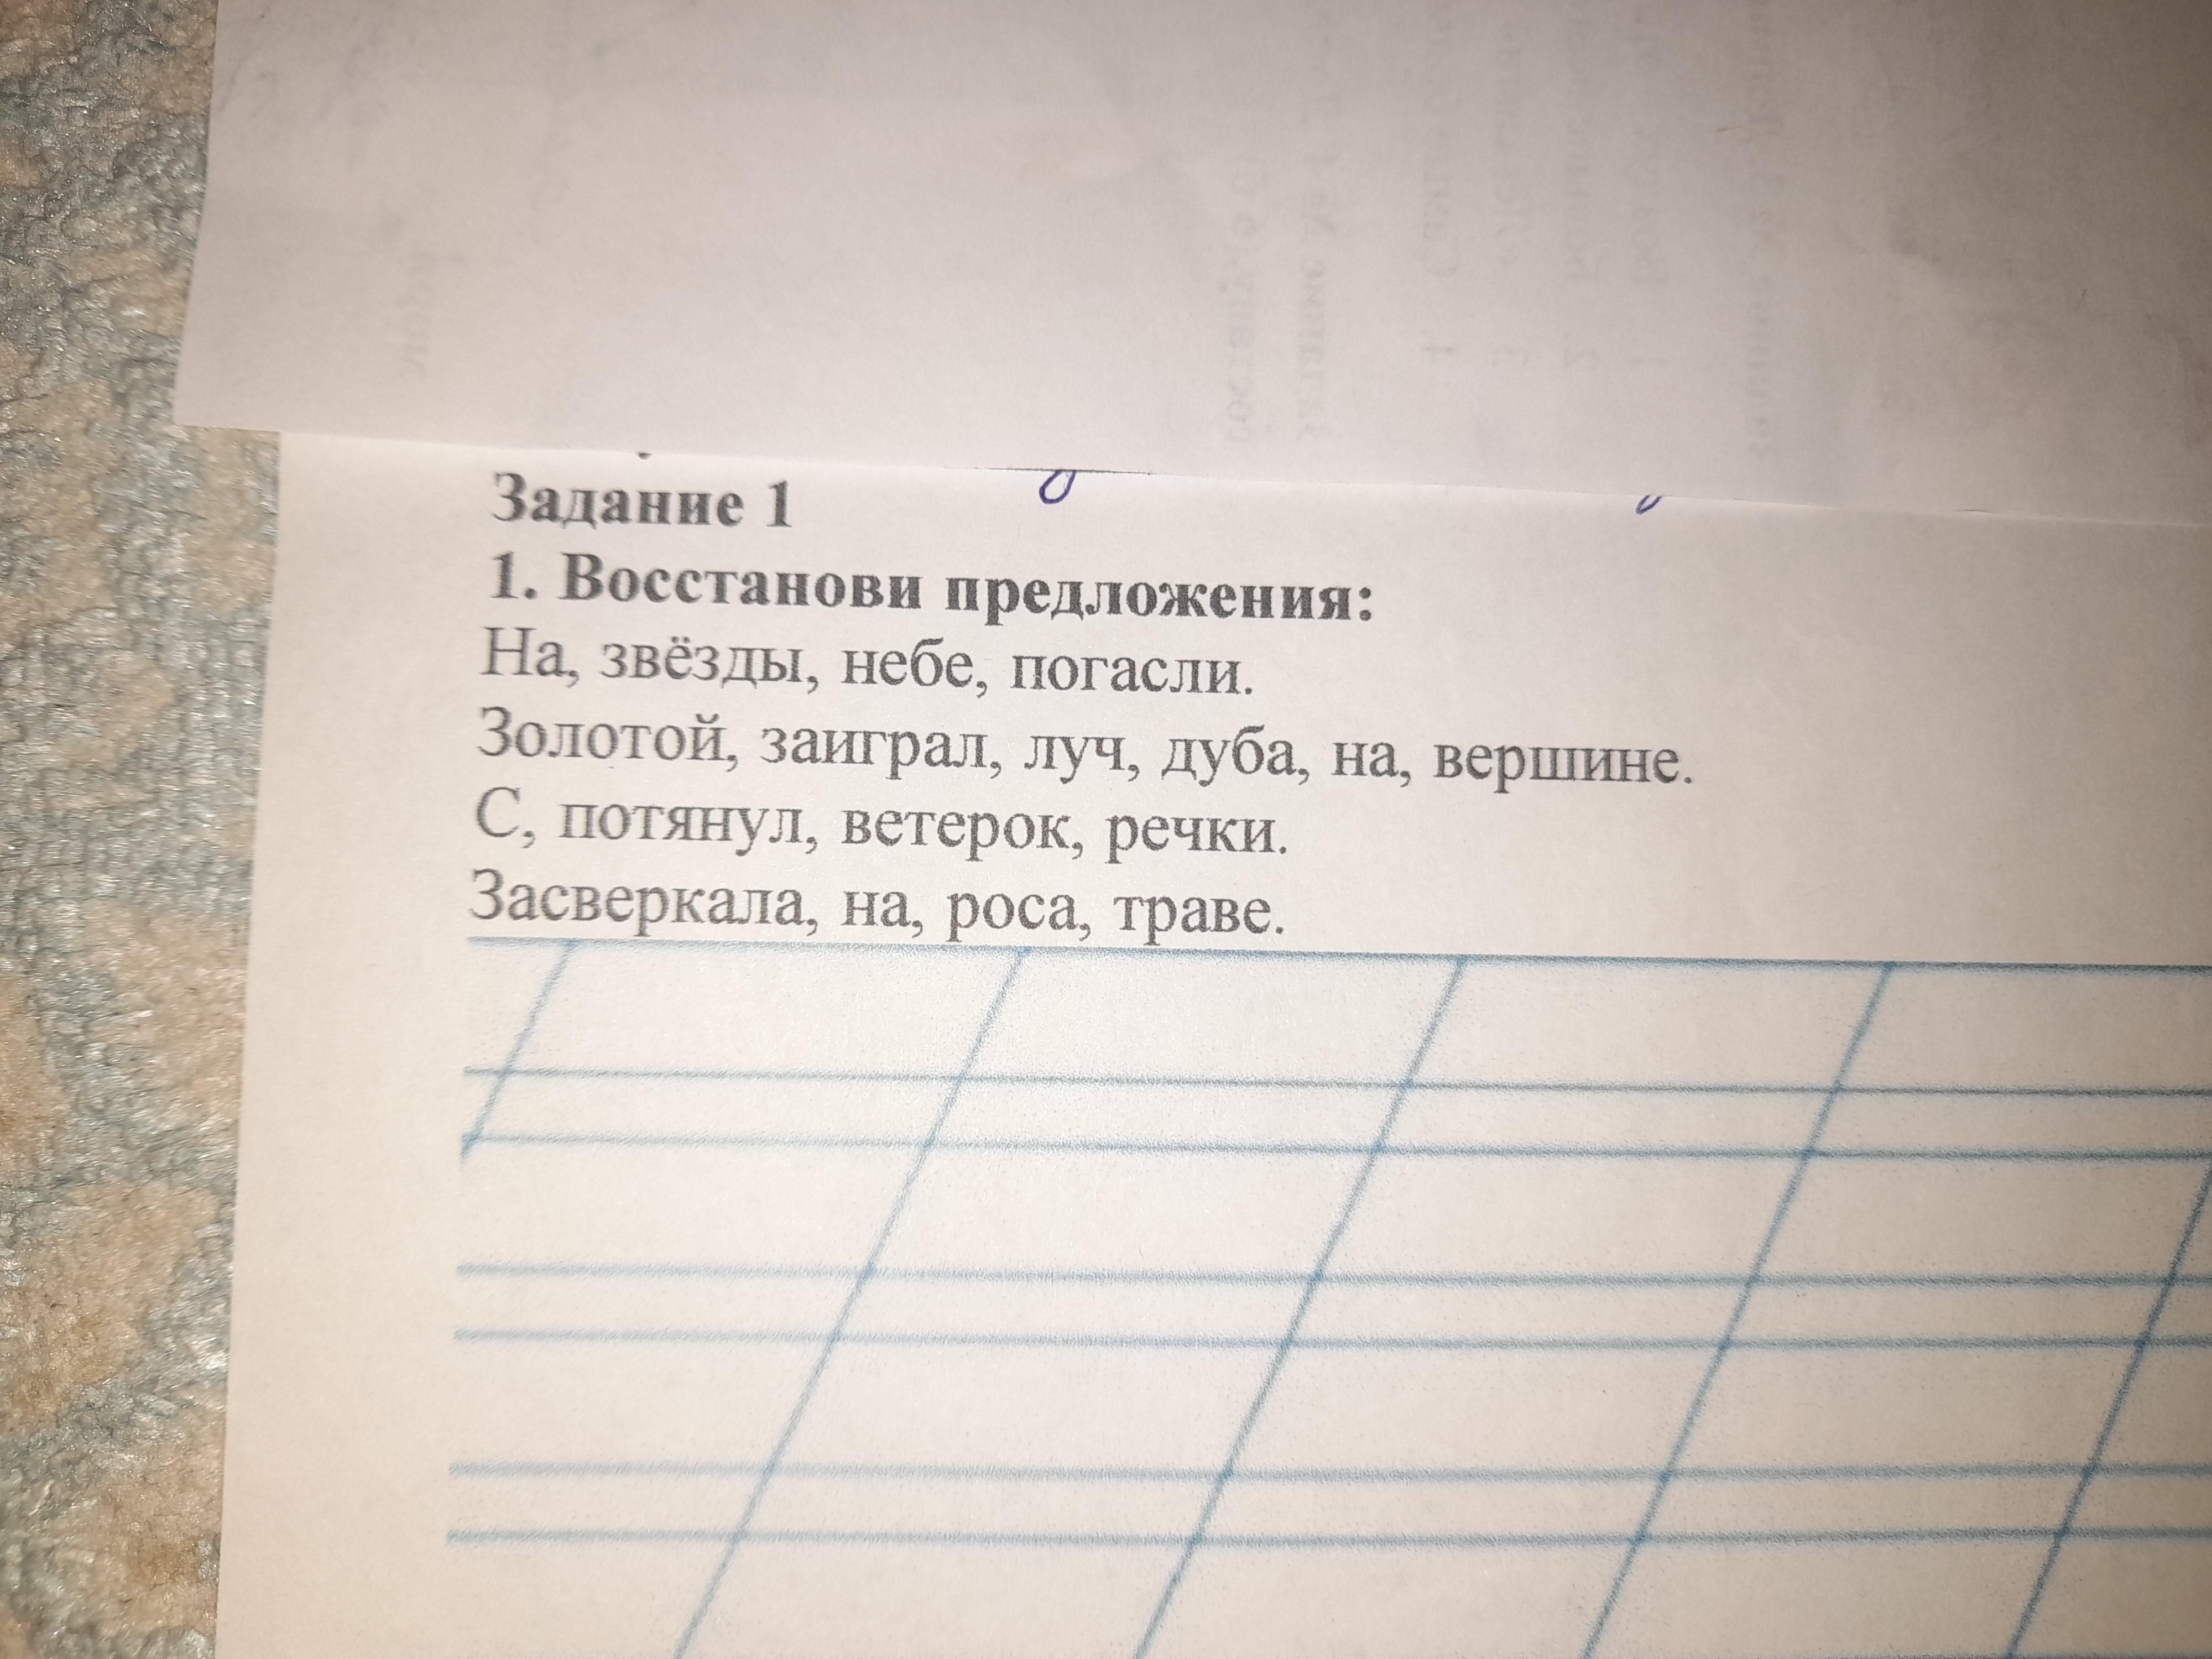 Задание 1
1. Восстанови предложения:
На, звёзды, небе, погасли.
Золотой, заиграл, луч, дуба, на, вершине.
С, потянул, ветерок, речки.
Засверкала, на, роса, траве.